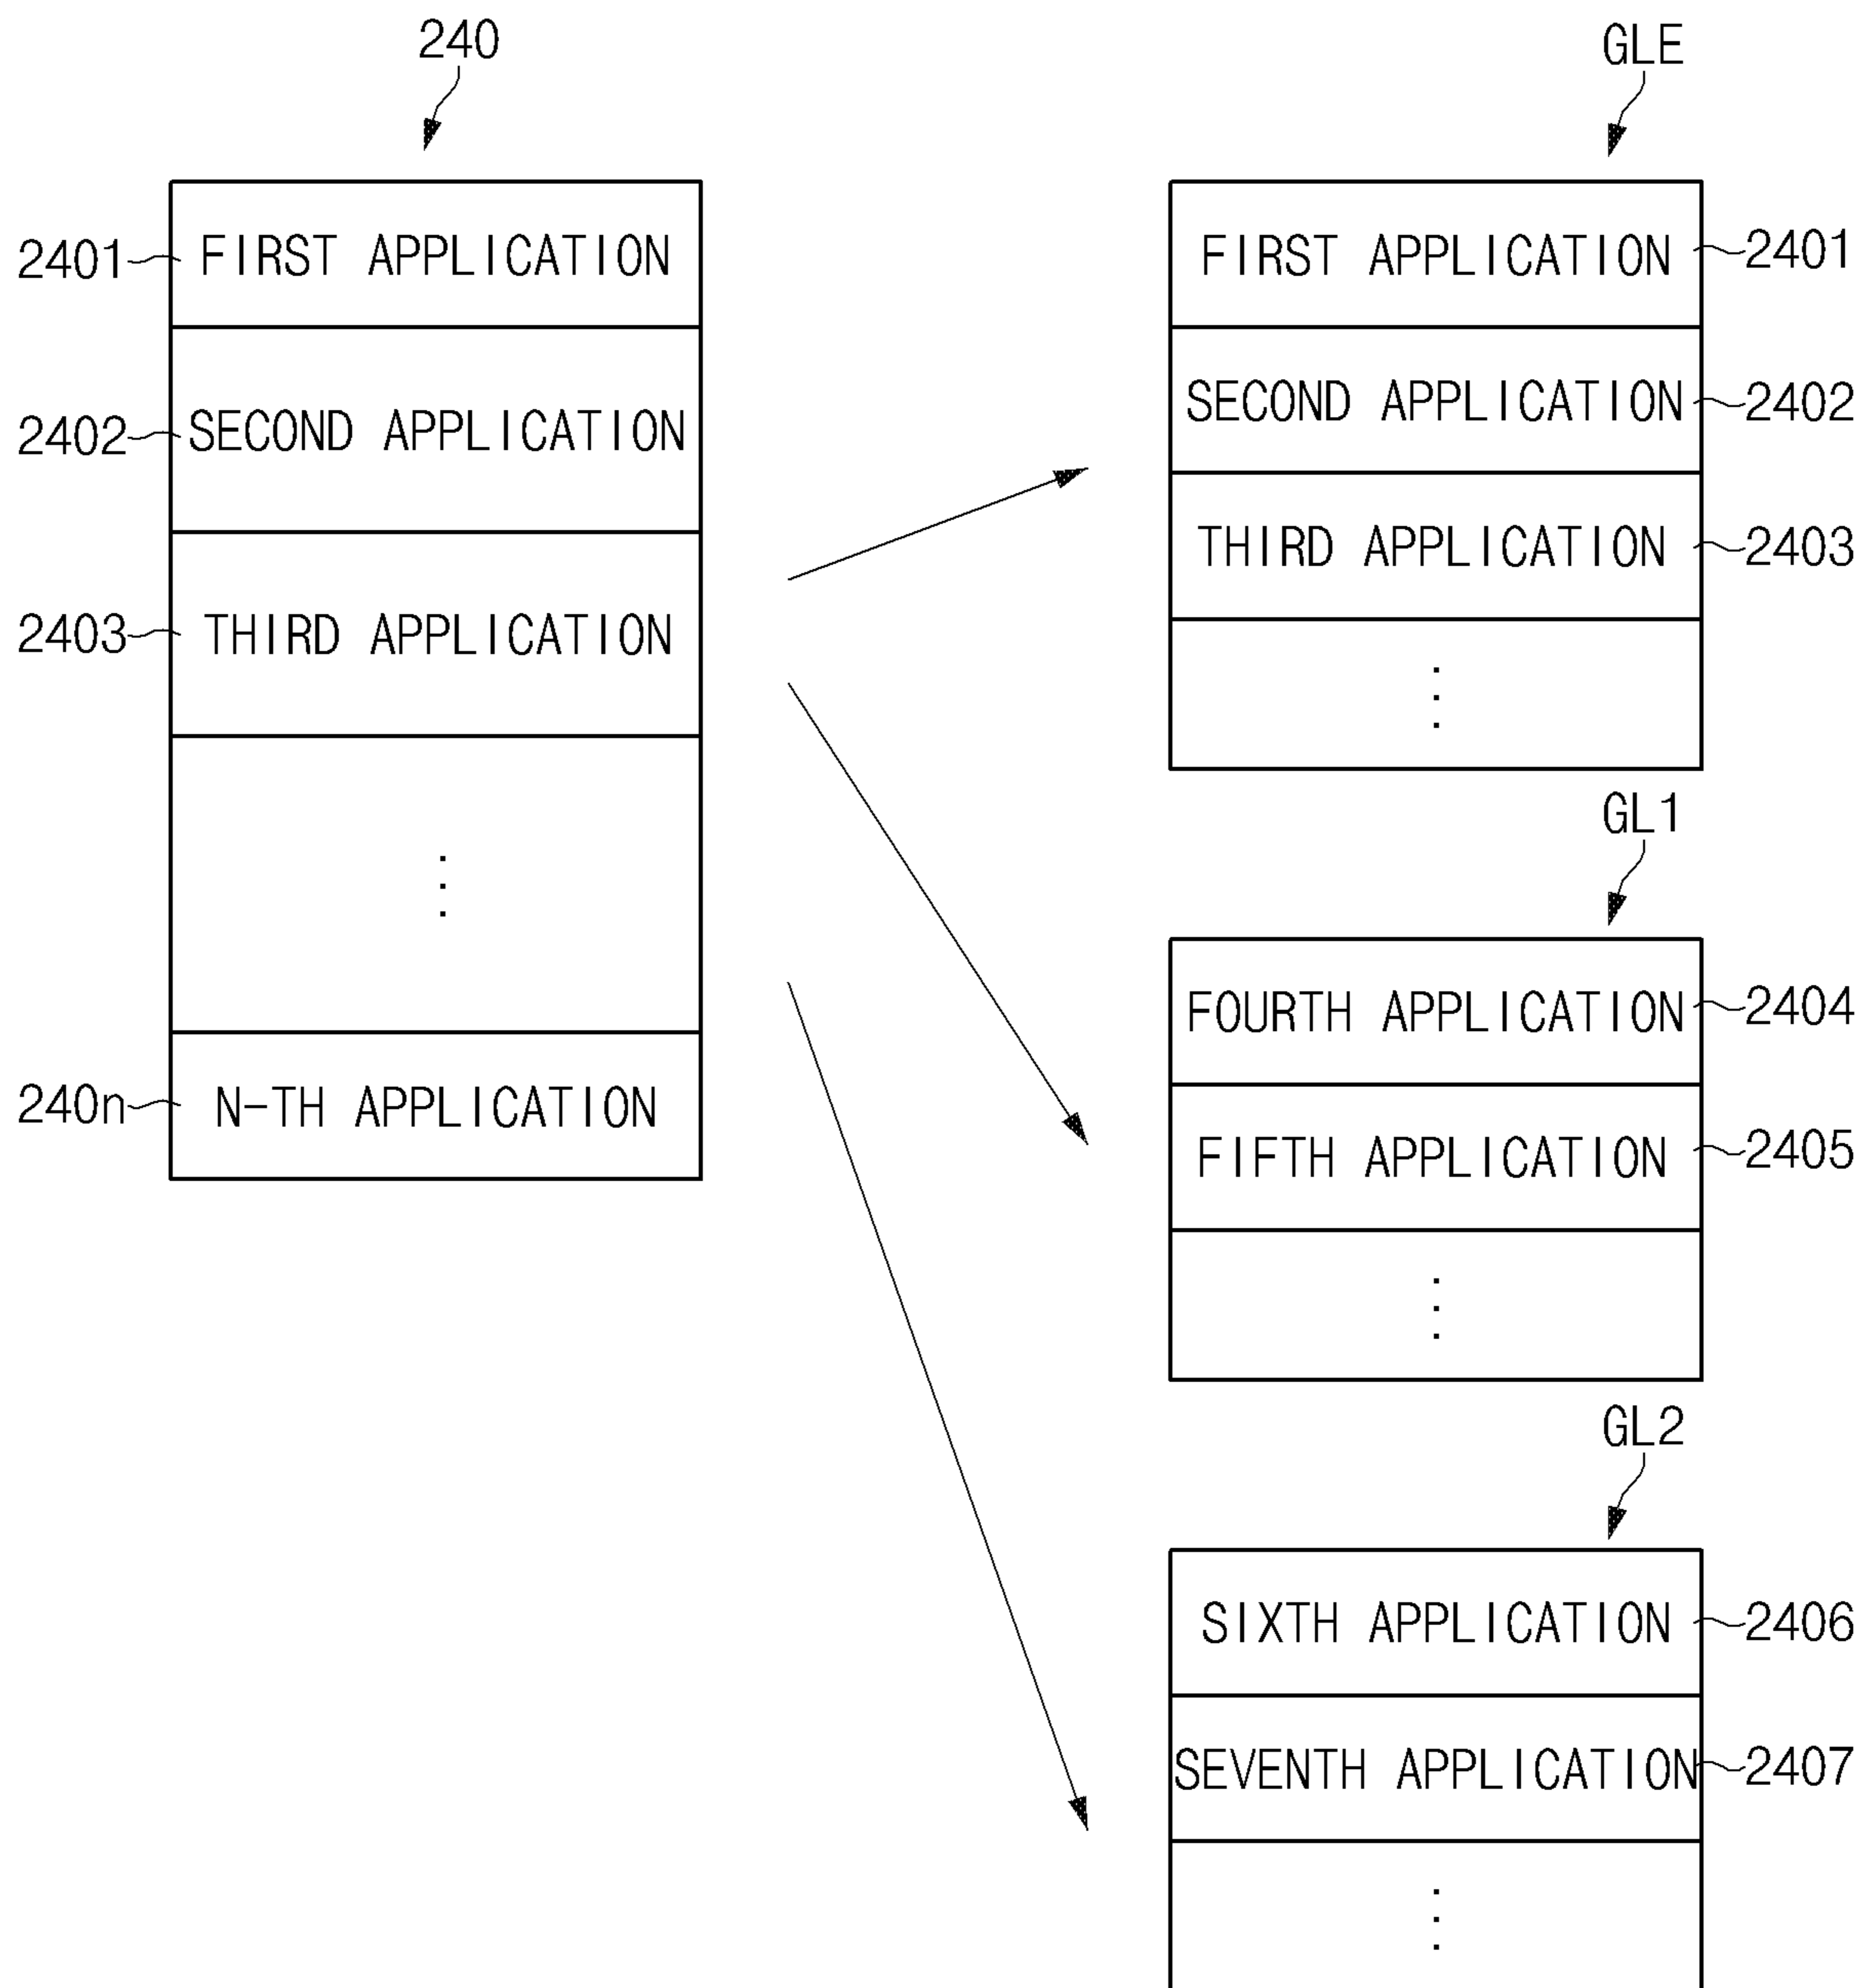 240
2401 FIRST APPLICATION
2402 SECOND APPLICATION
2403 THIRD APPLICATION
⋮
240n N-TH APPLICATION
GLE
FIRST APPLICATION 2401
SECOND APPLICATION 2402
THIRD APPLICATION 2403
⋮
GL1
FOURTH APPLICATION 2404
FIFTH APPLICATION 2405
⋮
GL2
SIXTH APPLICATION 2406
SEVENTH APPLICATION 2407
⋮